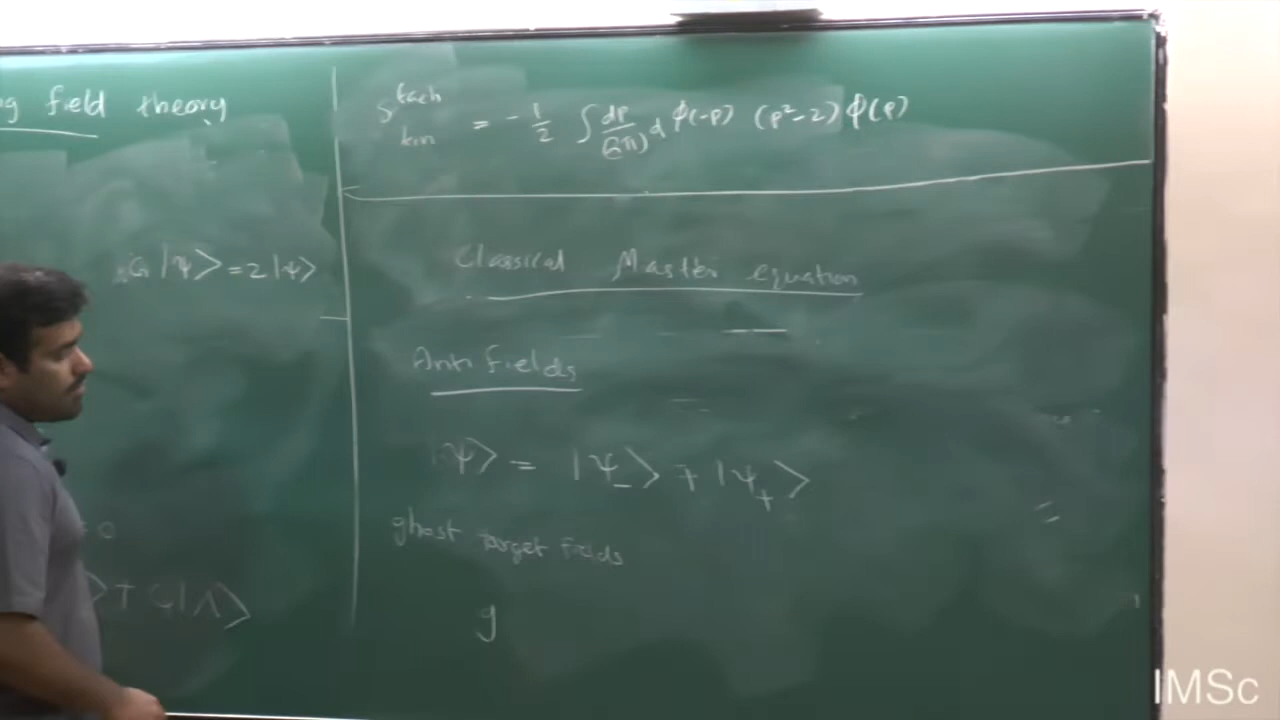 field theory
|ψ⟩ = 2|ψ⟩
S^{tach}_{kin} = -1/2 ∫ dp/(2π)^d φ(-p) (p²-2) φ(p)
Classical Master equation
Anti fields
|ψ⟩ = |ψ_-⟩ + |ψ_+⟩
ghost target fields
g
IMSc